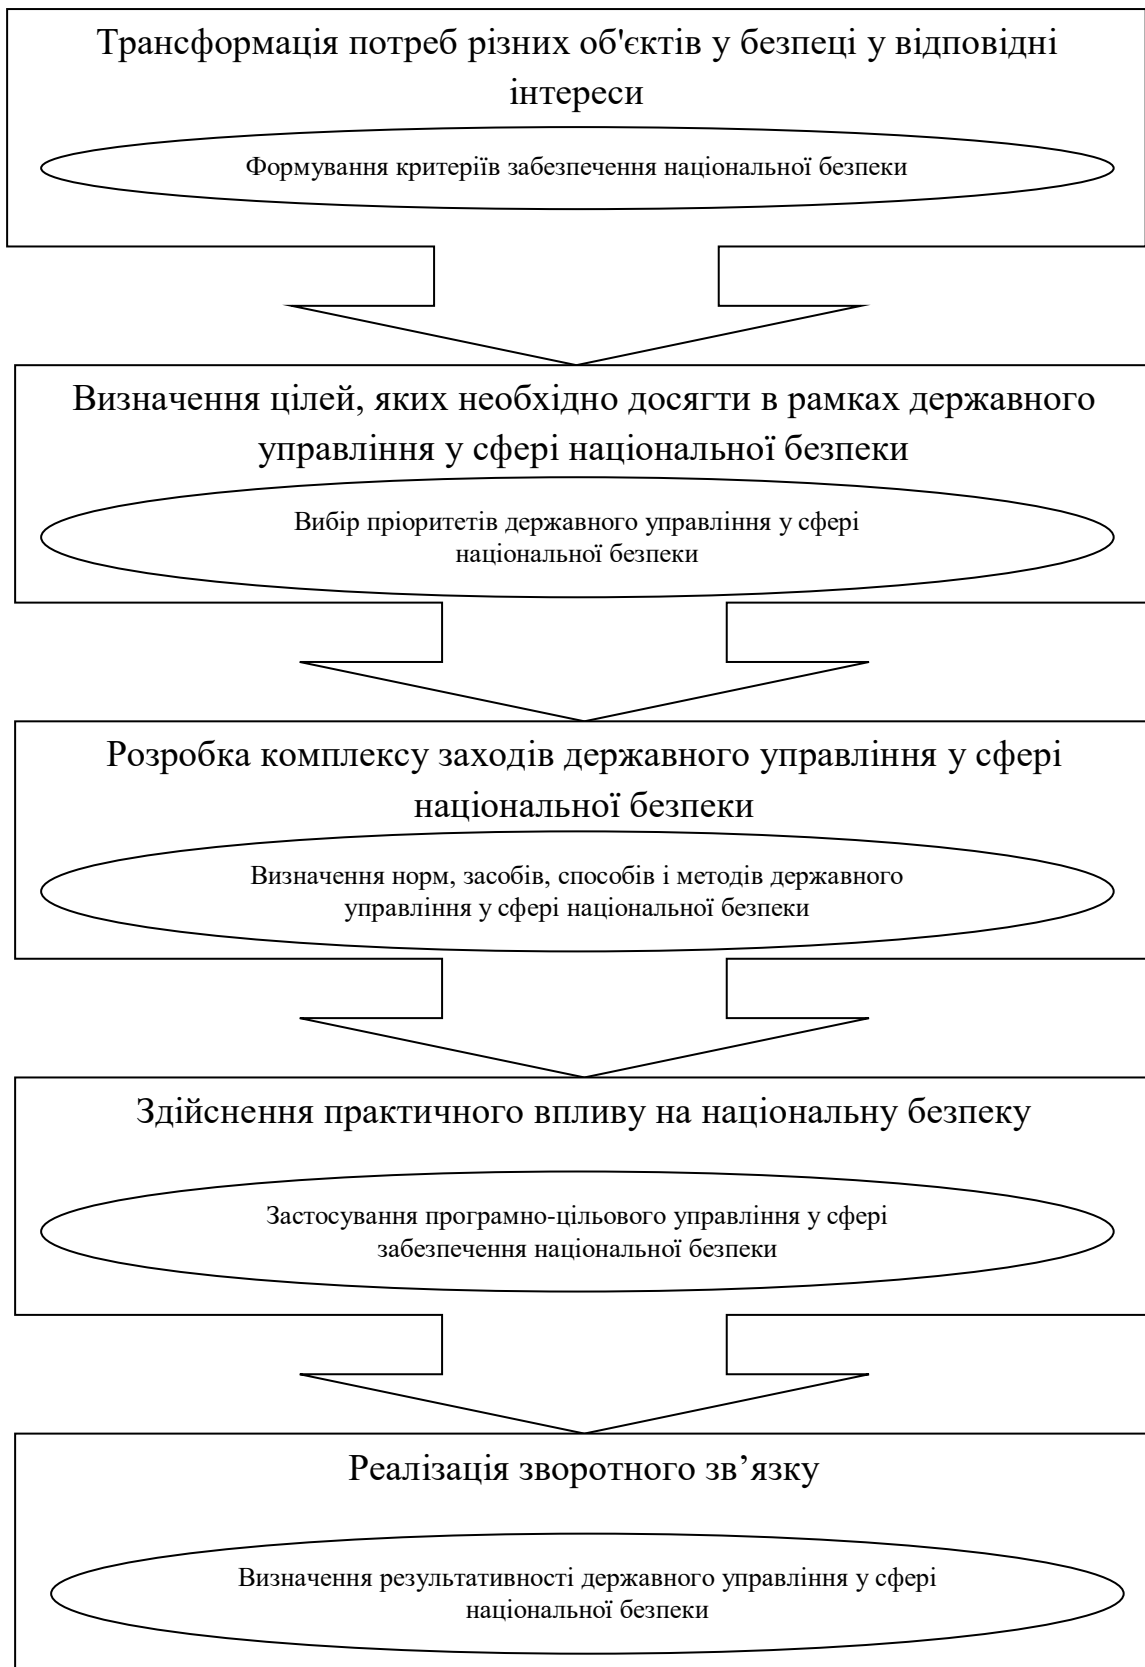 Трансформація потреб різних об'єктів у безпеці у відповідні
інтереси
Формування критеріїв забезпечення національної безпеки
Визначення цілей, яких необхідно досягти в рамках державного
управління у сфері національної безпеки
Вибір пріоритетів державного управління у сфері
національної безпеки
Розробка комплексу заходів державного управління у сфері
національної безпеки
Визначення норм, засобів, способів і методів державного
управління у сфері національної безпеки
Здійснення практичного впливу на національну безпеку
Застосування програмно-цільового управління у сфері
забезпечення національної безпеки
Реалізація зворотного зв’язку
Визначення результативності державного управління у сфері
національної безпеки